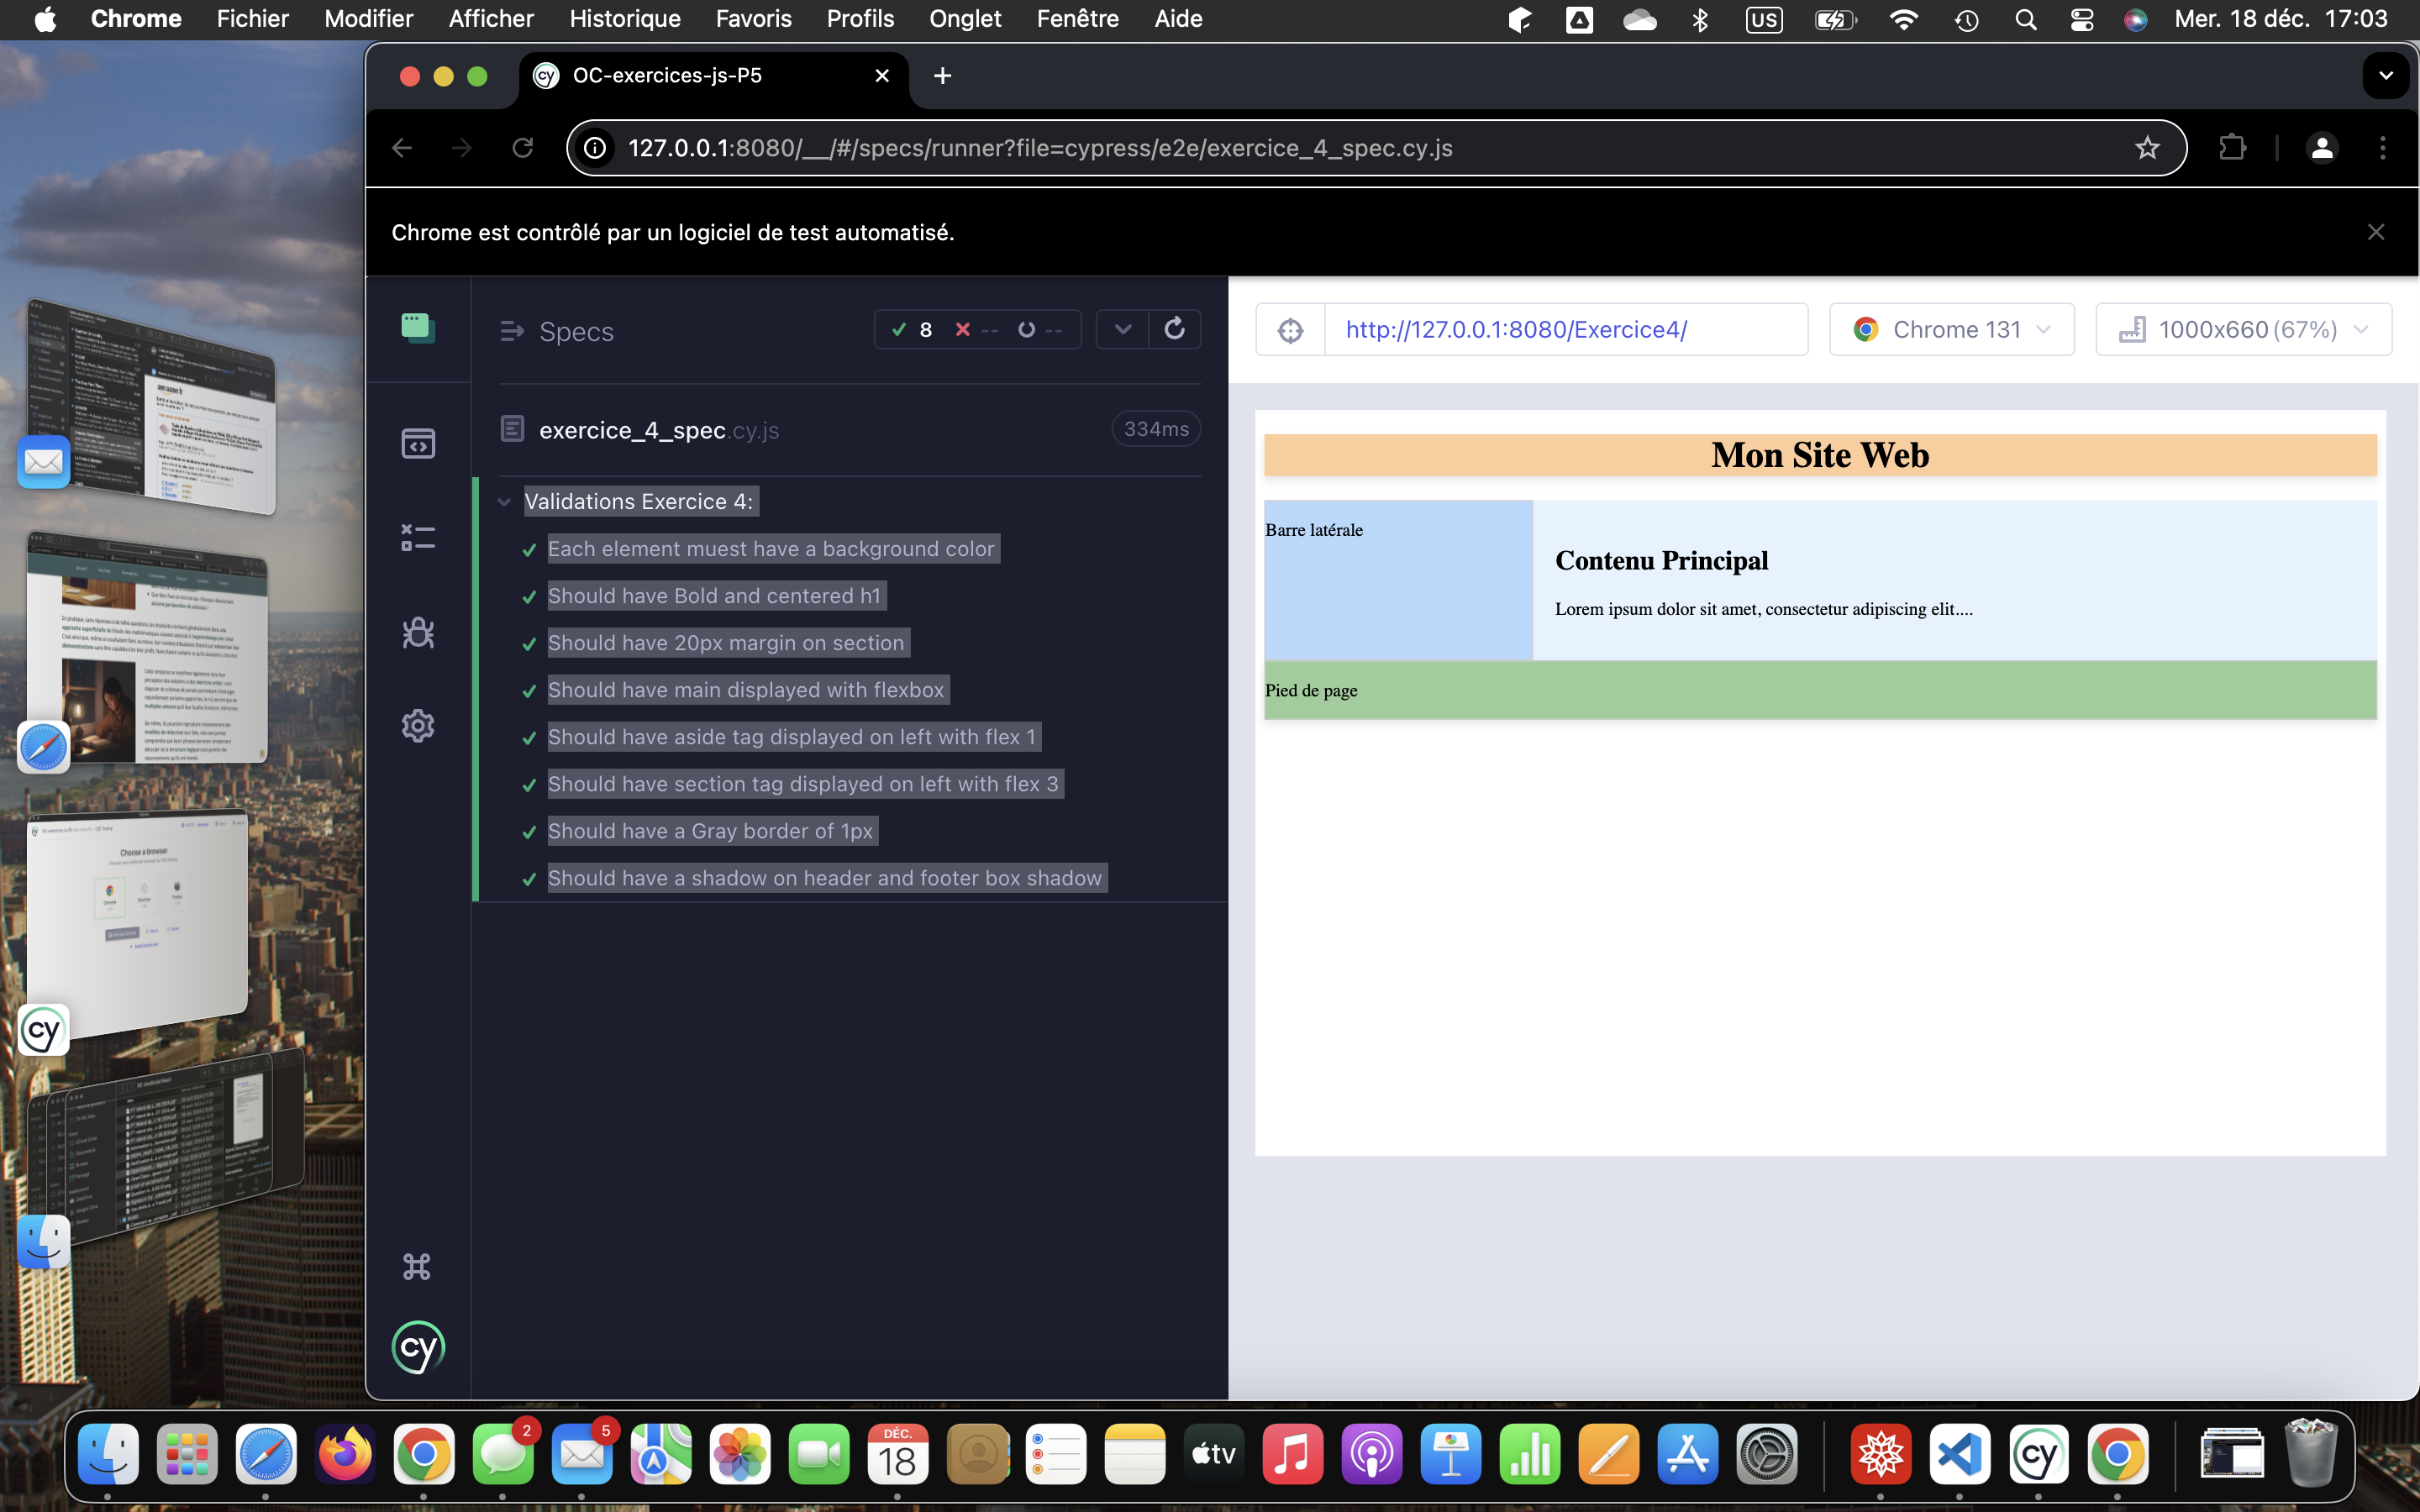 Chrome Fichier Modifier Afficher Historique Favoris Profils Onglet Fenêtre Aide US Mer. 18 déc. 17:03
cy OC-exercices-js-P5
127.0.0.1:8080/__/#/specs/runner?file=cypress/e2e/exercice_4_spec.cy.js
Chrome est contrôlé par un logiciel de test automatisé.
Specs 8 -- --
http://127.0.0.1:8080/Exercice4/ Chrome 131 1000x660 (67%)
exercice_4_spec.cy.js 334ms
Validations Exercice 4:
Each element muest have a background color
Should have Bold and centered h1
Should have 20px margin on section
Should have main displayed with flexbox
Should have aside tag displayed on left with flex 1
Should have section tag displayed on left with flex 3
Should have a Gray border of 1px
Should have a shadow on header and footer box shadow
Mon Site Web
Barre latérale
Contenu Principal
Lorem ipsum dolor sit amet, consectetur adipiscing elit....
Pied de page
Choose a browser
cy
cy
2 5 DÉC. 18 tv cy